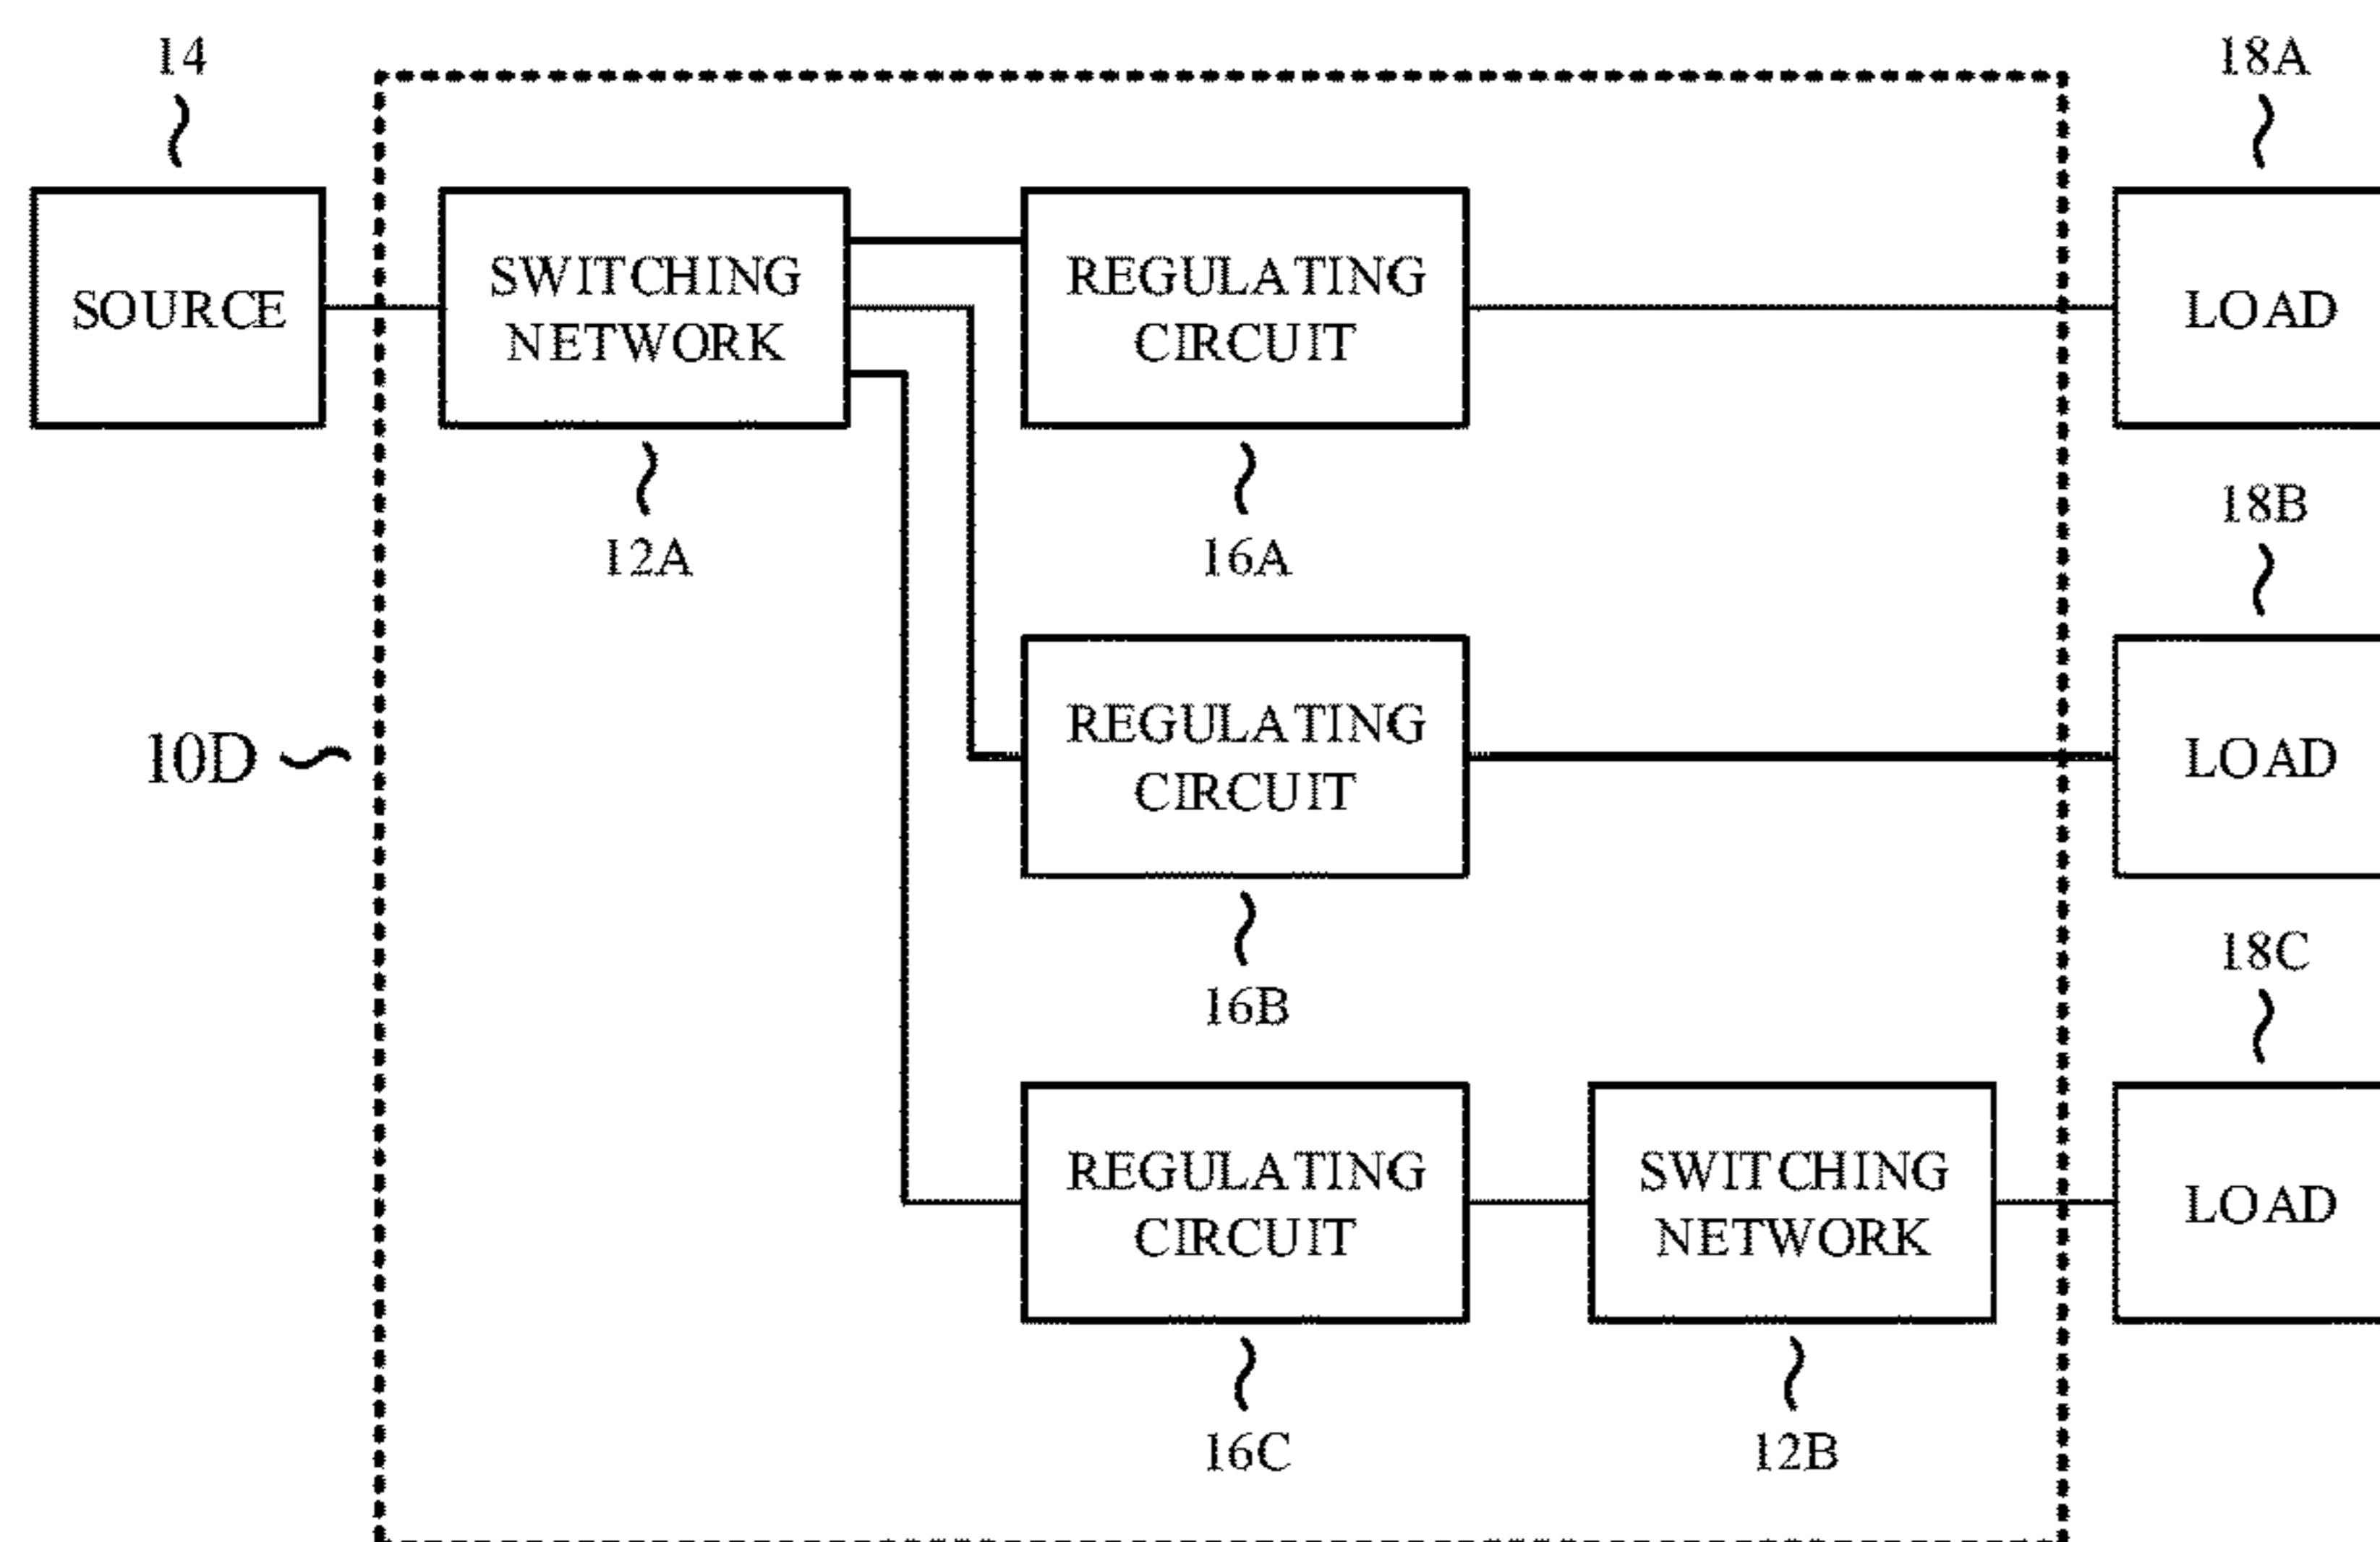 14
18A
SOURCE
SWITCHING
NETWORK
REGULATING
CIRCUIT
LOAD
12A
16A
18B
10D
REGULATING
CIRCUIT
LOAD
16B
18C
REGULATING
CIRCUIT
SWITCHING
NETWORK
LOAD
16C
12B